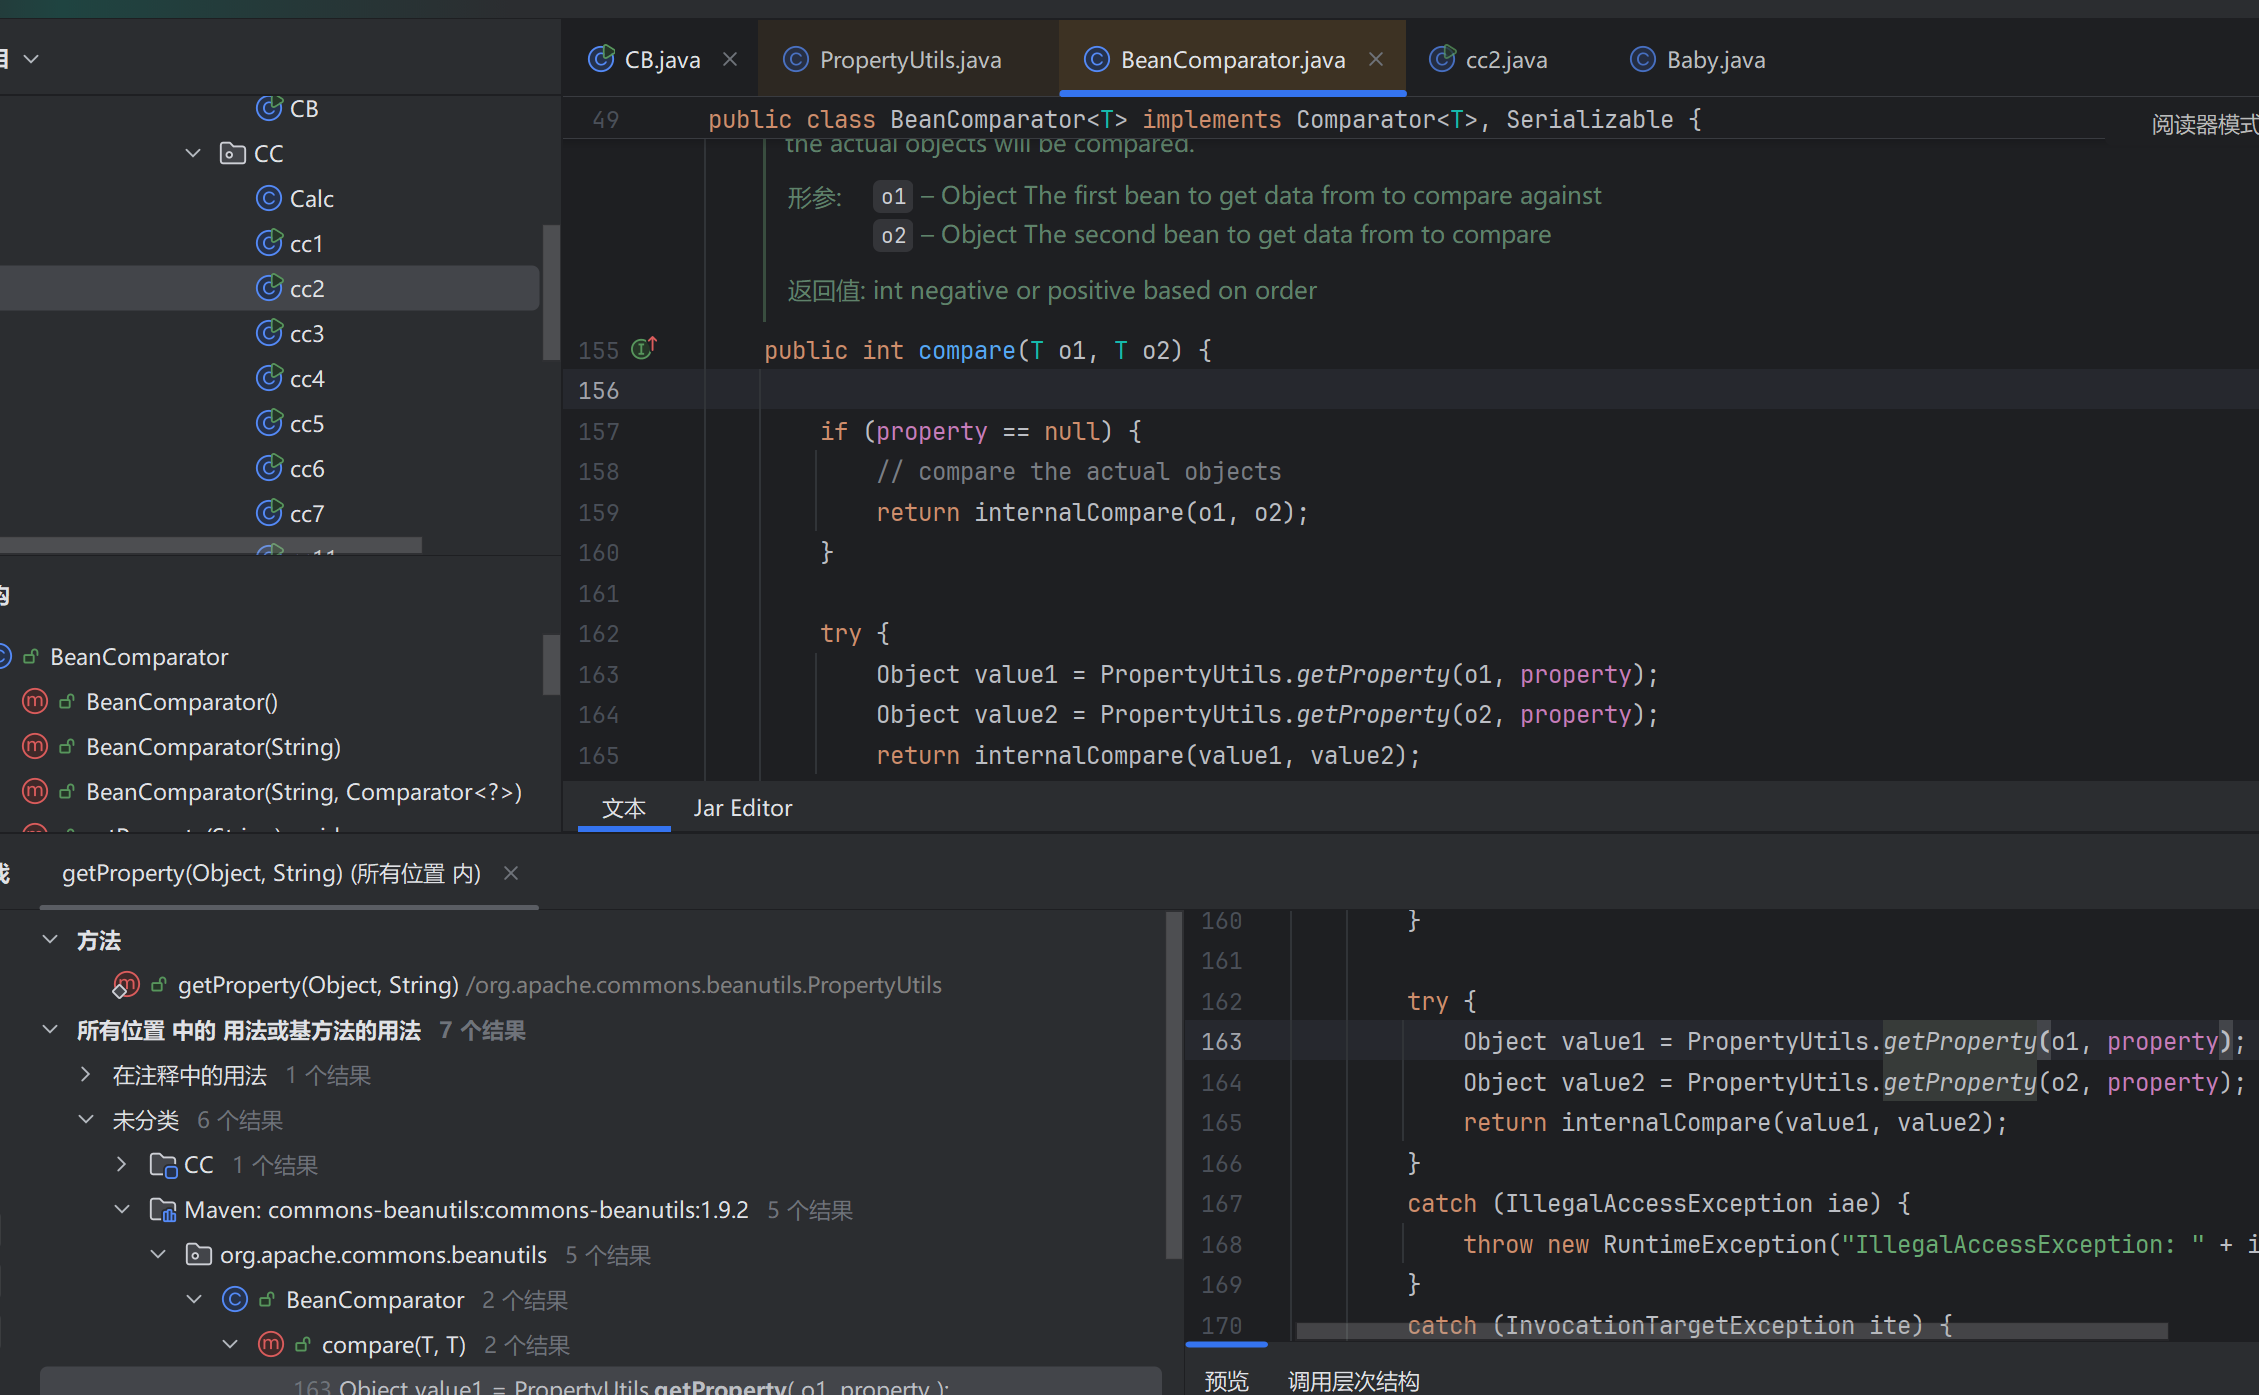 CB.java
PropertyUtils.java
BeanComparator.java
cc2.java
Baby.java
CB
CC
Calc
cc1
cc2
cc3
cc4
cc5
cc6
cc7
49 public class BeanComparator<T> implements Comparator<T>, Serializable {
阅读器模式
the actual objects will be compared.
形参: o1 – Object The first bean to get data from to compare against
o2 – Object The second bean to get data from to compare
返回值: int negative or positive based on order
155 public int compare(T o1, T o2) {
156
157 if (property == null) {
158 // compare the actual objects
159 return internalCompare(o1, o2);
160 }
161
162 try {
163 Object value1 = PropertyUtils.getProperty(o1, property);
164 Object value2 = PropertyUtils.getProperty(o2, property);
165 return internalCompare(value1, value2);
文本 Jar Editor
BeanComparator
BeanComparator()
BeanComparator(String)
BeanComparator(String, Comparator<?>)
getProperty(Object, String) (所有位置 内)
方法
getProperty(Object, String) /org.apache.commons.beanutils.PropertyUtils
所有位置 中的 用法或基方法的用法 7 个结果
在注释中的用法 1 个结果
未分类 6 个结果
CC 1 个结果
Maven: commons-beanutils:commons-beanutils:1.9.2 5 个结果
org.apache.commons.beanutils 5 个结果
BeanComparator 2 个结果
compare(T, T) 2 个结果
163 Object value1 = PropertyUtils.getProperty( o1, property );
160 }
161
162 try {
163 Object value1 = PropertyUtils.getProperty(o1, property);
164 Object value2 = PropertyUtils.getProperty(o2, property);
165 return internalCompare(value1, value2);
166 }
167 catch (IllegalAccessException iae) {
168 throw new RuntimeException("IllegalAccessException: " + i
169 }
170 catch (InvocationTargetException ite) {
预览 调用层次结构